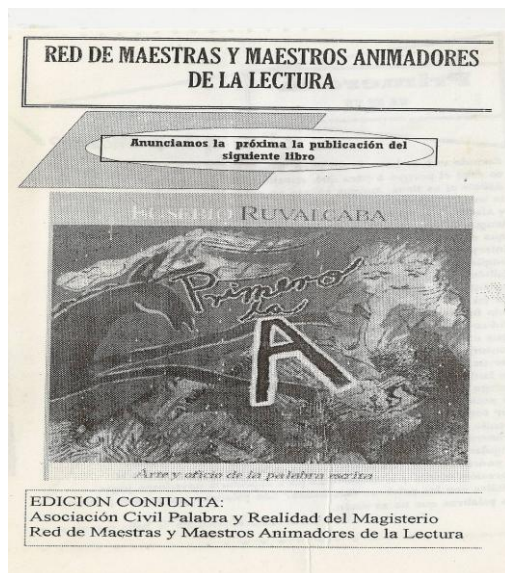 RED DE MAESTRAS Y MAESTROS ANIMADORES
DE LA LECTURA
Anunciamos la próxima la publicación del
siguiente libro
EUSEBIO RUVALCABA
Primero
la
A
Arte y oficio de la palabra escrita
EDICION CONJUNTA:
Asociación Civil Palabra y Realidad del Magisterio
Red de Maestras y Maestros Animadores de la Lectura